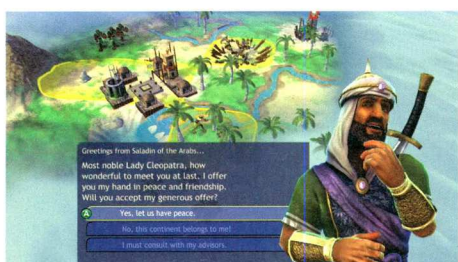 Greetings from Saladin of the Arabs...
Most noble Lady Cleopatra, how
wonderful to meet you at last. I offer
you my hand in peace and friendship.
Will you accept my generous offer?
A Yes, let us have peace.
No, this continent belongs to me!
I must consult with my advisors.